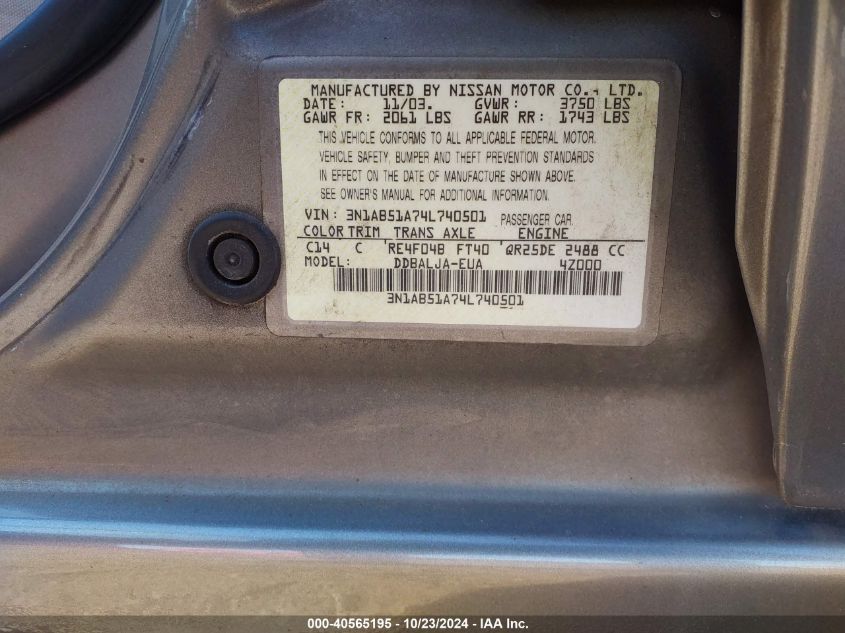 MANUFACTURED BY NISSAN MOTOR CO., LTD.
DATE: 11/03. GVWR: 3750 LBS
GAWR FR: 2061 LBS GAWR RR: 1743 LBS
THIS VEHICLE CONFORMS TO ALL APPLICABLE FEDERAL MOTOR
VEHICLE SAFETY, BUMPER AND THEFT PREVENTION STANDARDS
IN EFFECT ON THE DATE OF MANUFACTURE SHOWN ABOVE.
SEE OWNER'S MANUAL FOR ADDITIONAL INFORMATION.
VIN: 3N1AB51A74L740501 PASSENGER CAR.
COLOR TRIM TRANS AXLE ENGINE
C14 C RE4F04B FT40 QR25DE 2488 CC
MODEL: DDBALJA-EUA 4Z000
3N1AB51A74L740501
000-40565195 - 10/23/2024 - IAA Inc.